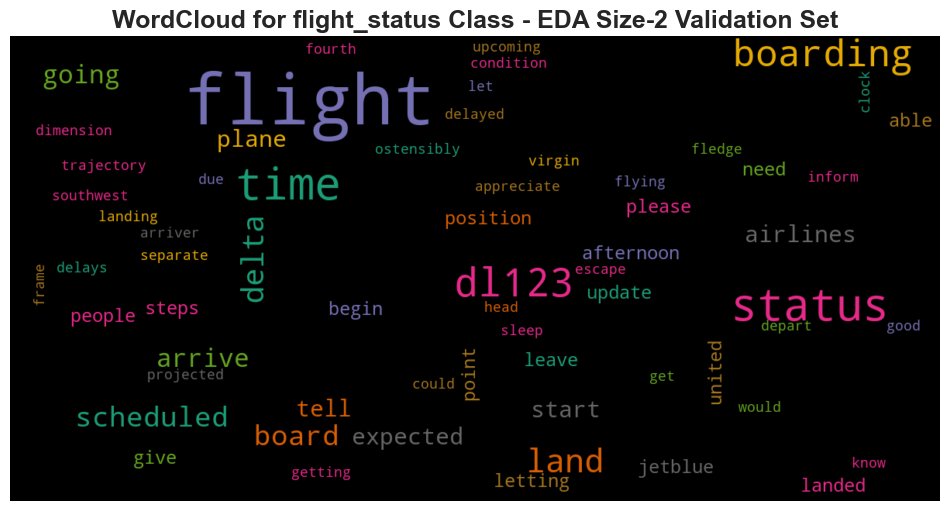 WordCloud for flight_status Class - EDA Size-2 Validation Set
fourth
upcoming
boarding
condition
going
flight
let
clock
delayed
able
dimension
plane
ostensibly
fledge
trajectory
virgin
need
inform
southwest
due
time
appreciate
flying
landing
position
please
arriver
delta
airlines
separate
afternoon
delays
escape
frame
dl123
update
people
steps
begin
head
status
sleep
depart
good
arrive
point
leave
united
projected
could
get
scheduled
tell
start
would
board
expected
give
land
getting
letting
jetblue
know
landed